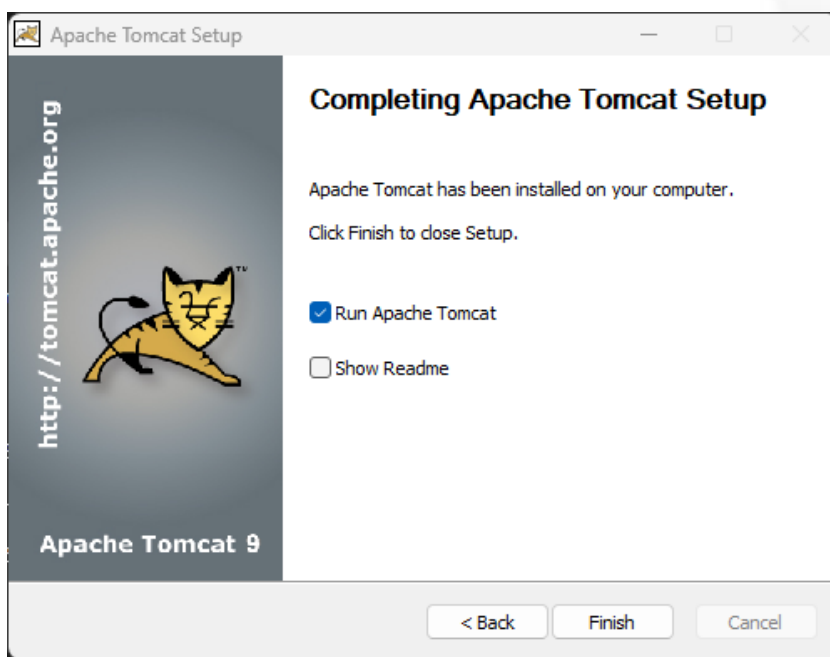 Apache Tomcat Setup
http://tomcat.apache.org
TM
Apache Tomcat 9
Completing Apache Tomcat Setup
Apache Tomcat has been installed on your computer.
Click Finish to close Setup.
Run Apache Tomcat
Show Readme
< Back
Finish
Cancel